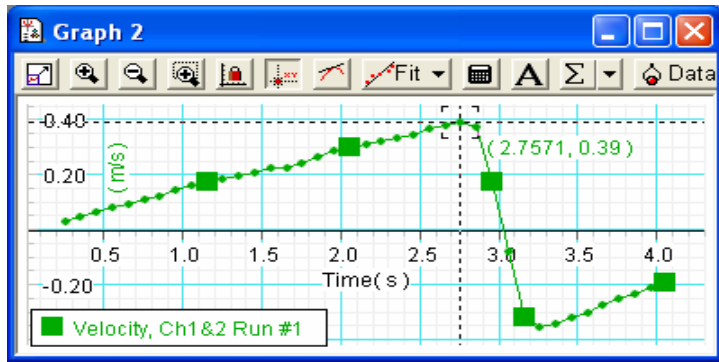 Graph 2
xy Fit A Σ Data
0.40
(m/s)
(2.7571, 0.39)
0.20
0.5 1.0 1.5 2.0 2.5 3.0 3.5 4.0
Time(s)
-0.20
Velocity, Ch1&2 Run #1